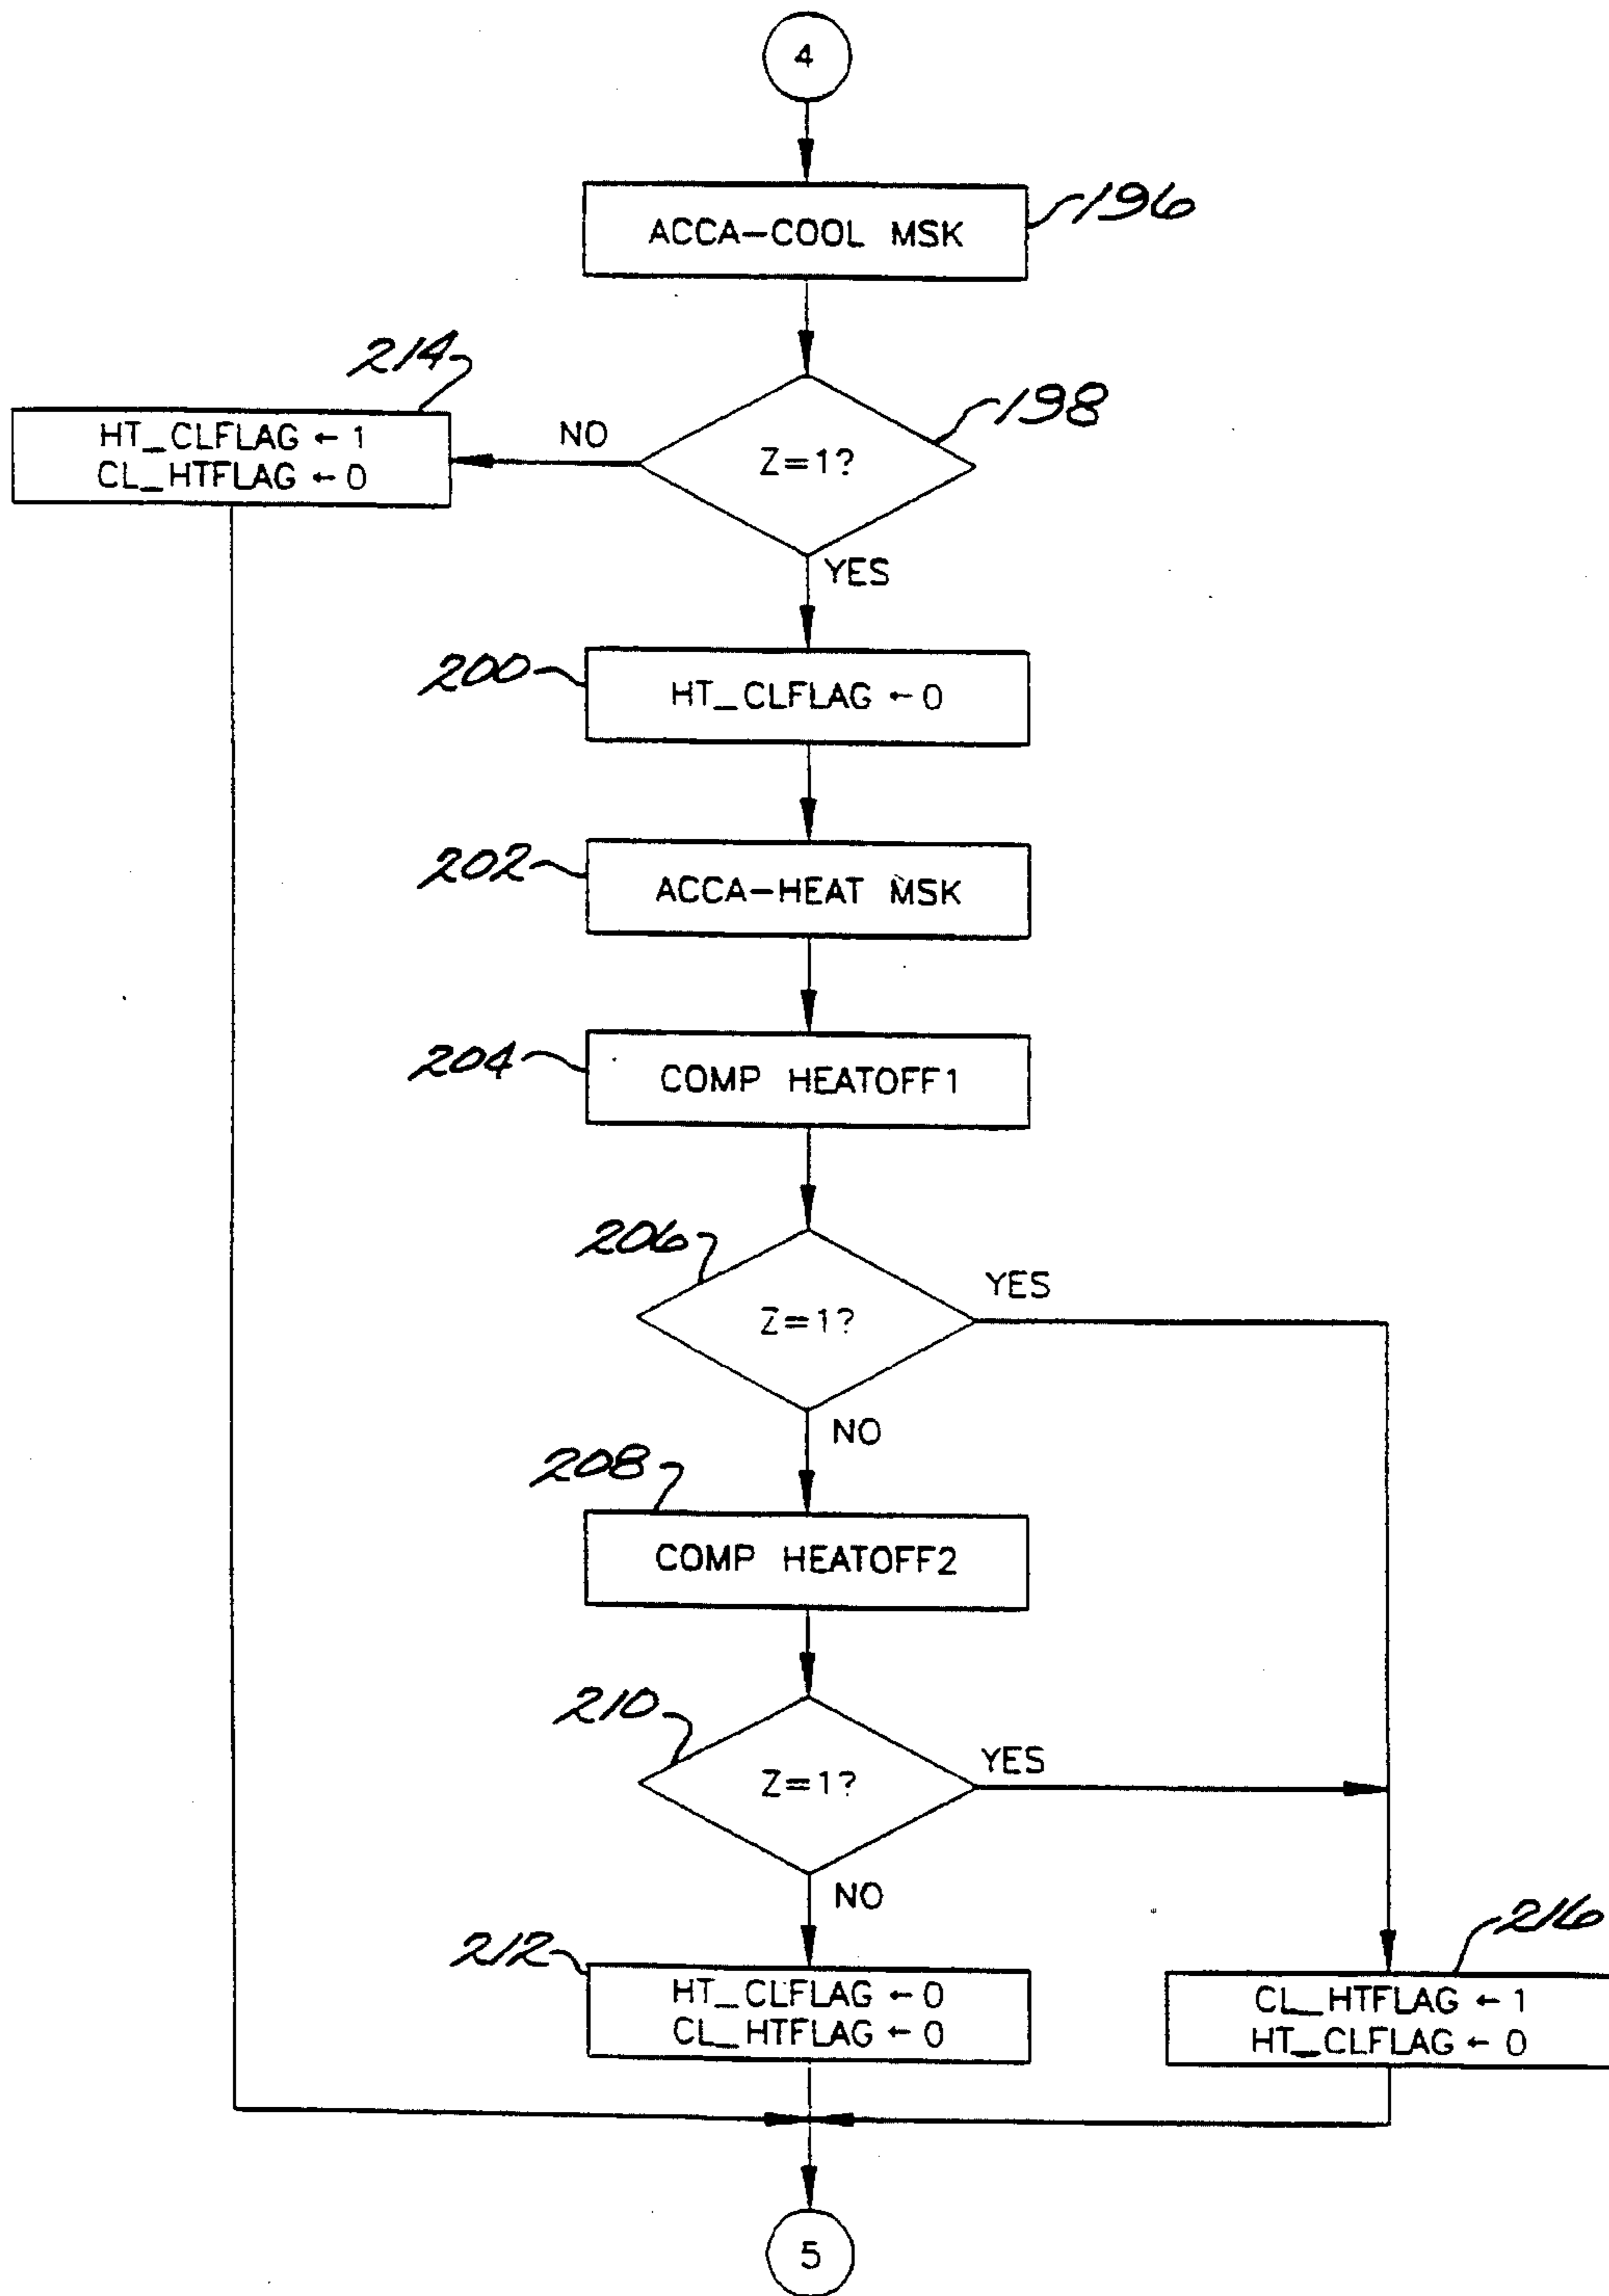 4
ACCA-COOL MSK
196
214
198
HT_CLFLAG ← 1
CL_HTFLAG ← 0
NO
Z=1?
YES
200
HT_CLFLAG ← 0
202
ACCA-HEAT MSK
204
COMP HEATOFF1
206
YES
Z=1?
NO
208
COMP HEATOFF2
210
YES
Z=1?
NO
212
216
HT_CLFLAG ← 0
CL_HTFLAG ← 0
CL_HTFLAG ← 1
HT_CLFLAG ← 0
5